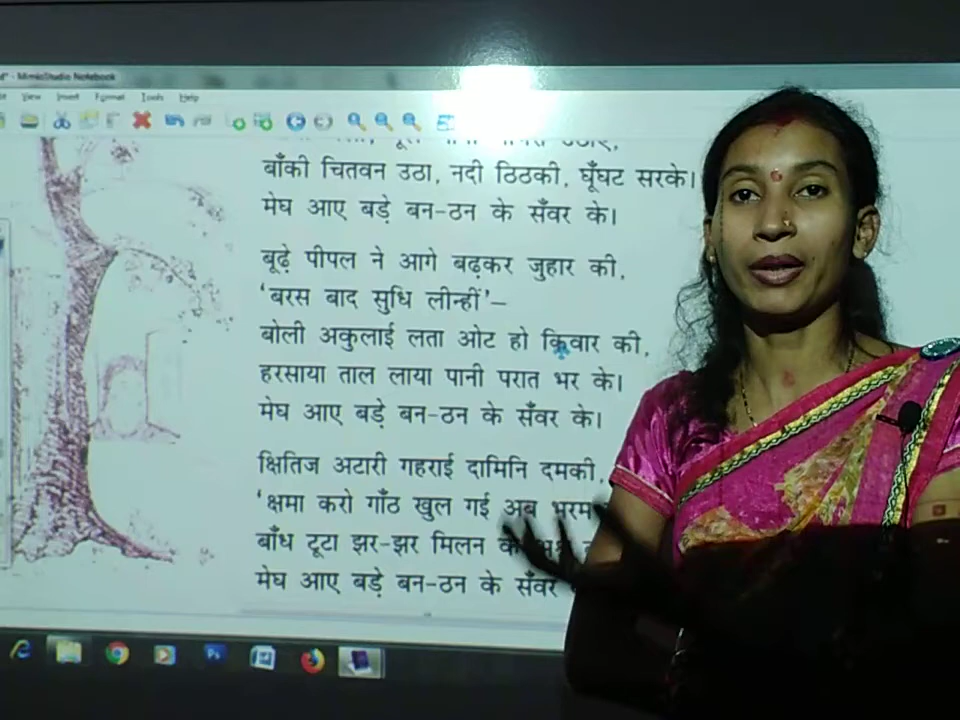 MimioStudio Notebook
View Insert Format Tools Help
बाँकी चितवन उठा, नदी ठिठकी, घूँघट सरके।
मेघ आए बड़े बन-ठन के सँवर के।
बूढ़े पीपल ने आगे बढ़कर जुहार की,
'बरस बाद सुधि लीन्हीं'–
बोली अकुलाई लता ओट हो किवार की,
हरसाया ताल लाया पानी परात भर के।
मेघ आए बड़े बन-ठन के सँवर के।
क्षितिज अटारी गहराई दामिनि दमकी,
'क्षमा करो गाँठ खुल गई अब भरम
बाँध टूटा झर-झर मिलन के
मेघ आए बड़े बन-ठन के सँवर
Ps